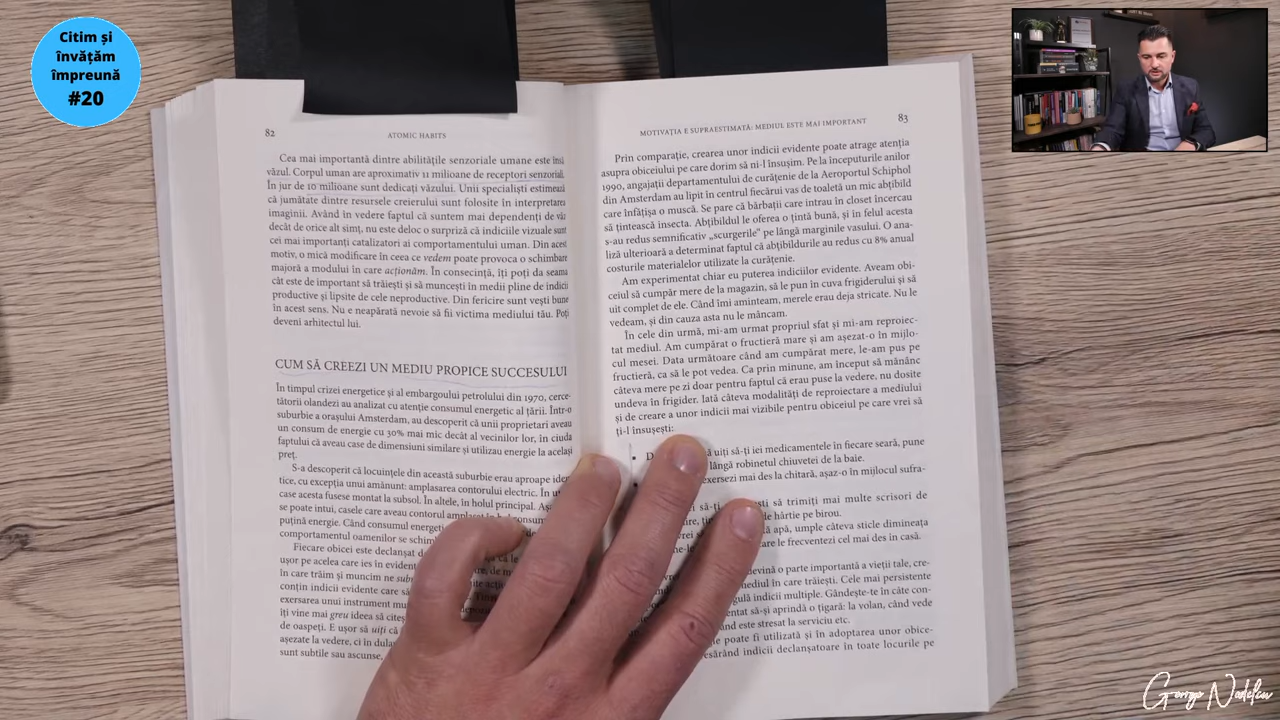 Citim și
învățăm
împreună
#20
82
ATOMIC HABITS
Cea mai importantă dintre abilitățile senzoriale umane este însă
văzul. Corpul uman are aproximativ 11 milioane de receptori senzoriali.
În jur de 10 milioane sunt dedicați văzului. Unii specialiști estimează
că jumătate dintre resursele creierului sunt folosite în interpretarea
imaginii. Având în vedere faptul că suntem mai dependenți de văz
decât de orice alt simț, nu este deloc o surpriză că indiciile vizuale sunt
cei mai importanți catalizatori ai comportamentului uman. Din acest
motiv, o mică modificare în ceea ce vedem poate provoca o schimbare
majoră a modului în care acționăm. În consecință, îți poți da seama
cât este de important să trăiești și să muncești în medii pline de indicii
productive și lipsite de cele neproductive. Din fericire sunt vești bune
în acest sens. Nu e neapărată nevoie să fii victima mediului tău. Poți
deveni arhitectul lui.
CUM SĂ CREEZI UN MEDIU PROPICE SUCCESULUI
În timpul crizei energetice și al embargoului petrolului din 1970, cerce-
tătorii olandezi au analizat cu atenție consumul energetic al țării. Într-o
suburbie a orașului Amsterdam, au descoperit că unii proprietari aveau
un consum de energie cu 30% mai mic decât al vecinilor lor, în ciuda
faptului că aveau case de dimensiuni similare și utilizau energie la același
preț.
S-a descoperit că locuințele din această suburbie erau aproape iden
tice, cu excepția unui amănunt: amplasarea contorului electric. În
case acesta fusese montat la subsol. În altele, în holul principal.
se poate intui, casele care aveau contorul amplasat în hol consum
puțină energie. Când consumul energeti
comportamentul oamenilor se schim
Fiecare obicei este declanșat d
ușor pe acelea care ies în evident
în care trăim și muncim ne
conțin indicii evidente care să
exersarea unui instrument mu
îți vine mai greu ideea să citeș
de oaspeți. E ușor să uiți că
așezate la vedere, ci în dula
sunt subtile sau ascunse.
MOTIVAȚIA E SUPRAESTIMATĂ: MEDIUL ESTE MAI IMPORTANT
83
Prin comparație, crearea unor indicii evidente poate atrage atenția
asupra obiceiului pe care dorim să ni-l însușim. Pe la începuturile anilor
1990, angajații departamentului de curățenie de la Aeroportul Schiphol
din Amsterdam au lipit în centrul fiecărui vas de toaletă un mic abțibild
care înfățișa o muscă. Se pare că bărbații care intrau în closet încercau
să țintească insecta. Abțibildul le oferea o țintă bună, și în felul acesta
s-au redus semnificativ „scurgerile” pe lângă marginile vasului. O ana-
liză ulterioară a determinat faptul că abțibildurile au redus cu 8% anual
costurile materialelor utilizate la curățenie.
Am experimentat chiar eu puterea indiciilor evidente. Aveam obi-
ceiul să cumpăr mere de la magazin, să le pun în cuva frigiderului și să
uit complet de ele. Când îmi aminteam, merele erau deja stricate. Nu le
vedeam, și din cauza asta nu le mâncam.
În cele din urmă, mi-am urmat propriul sfat și mi-am reproiec-
tat mediul. Am cumpărat o fructieră mare și am așezat-o în mijlo-
cul mesei. Data următoare când am cumpărat mere, le-am pus pe
fructieră, ca să le pot vedea. Ca prin minune, am început să mănânc
câteva mere pe zi doar pentru faptul că erau puse la vedere, nu dosite
undeva în frigider. Iată câteva modalități de reproiectare a mediului
și de creare a unor indicii mai vizibile pentru obiceiul pe care vrei să
ți-l însușești:
să uiți să-ți iei medicamentele în fiecare seară, pune
lângă robinetul chiuvetei de la baie.
exersezi mai des la chitară, așaz-o în mijlocul sufra-
să trimiți mai multe scrisori de
le hârtie pe birou.
apă, umple câteva sticle dimineața
care le frecventezi cel mai des în casă.
devină o parte importantă a vieții tale, cre-
mediul în care trăiești. Cele mai persistente
gulă indicii multiple. Gândește-te în câte con-
entat să-și aprindă o țigară: la volan, când vede
ând este stresat la serviciu etc.
e poate fi utilizată și în adoptarea unor obice-
esărând indicii declanșatoare în toate locurile pe